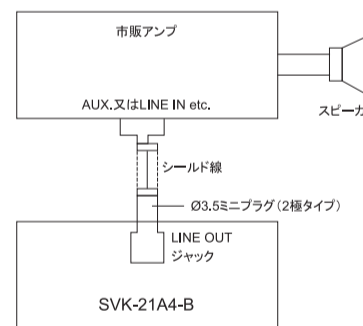 市販アンプ
AUX.又はLINE IN etc.
スピーカ
シールド線
Ø3.5ミニプラグ(2極タイプ)
LINE OUT
ジャック
SVK-21A4-B